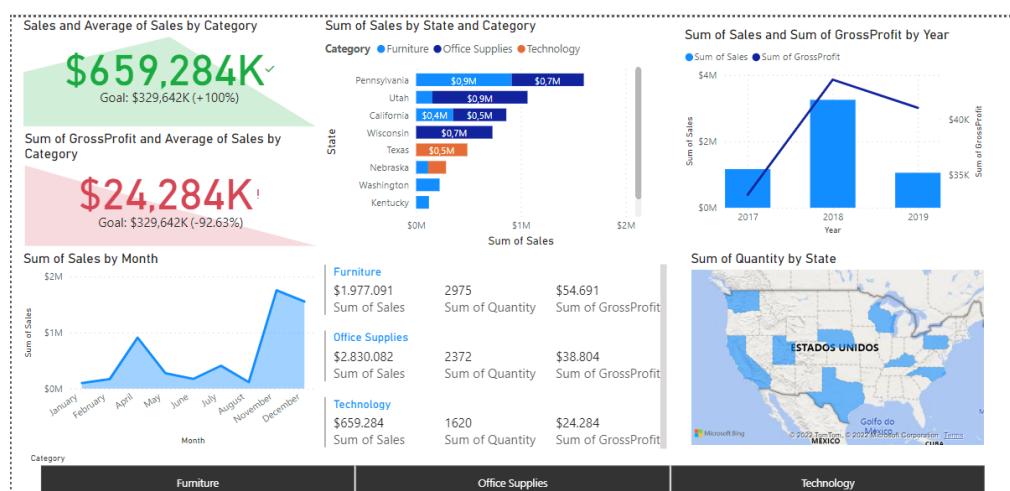 Sales and Average of Sales by Category
$659,284K
Goal: $329,642K (+100%)
Sum of GrossProfit and Average of Sales by
Category
$24,284K!
Goal: $329,642K (-92.63%)
Sum of Sales by State and Category
Category Furniture Office Supplies Technology
State
Pennsylvania $0,9M $0,7M
Utah $0,9M
California $0,4M $0,5M
Wisconsin $0,7M
Texas $0,5M
Nebraska
Washington
Kentucky
$0M $1M $2M
Sum of Sales
Sum of Sales and Sum of GrossProfit by Year
Sum of Sales Sum of GrossProfit
Sum of Sales
$4M
$2M
$0M
$40K
$35K
Sum of GrossProfit
2017 2018 2019
Year
Sum of Sales by Month
Sum of Sales
$2M
$1M
$0M
January February April May June July August November December
Month
Furniture
$1.977.091 2975 $54.691
Sum of Sales Sum of Quantity Sum of GrossProfit
Office Supplies
$2.830.082 2372 $38.804
Sum of Sales Sum of Quantity Sum of GrossProfit
Technology
$659.284 1620 $24.284
Sum of Sales Sum of Quantity Sum of GrossProfit
Sum of Quantity by State
ESTADOS UNIDOS
Golfo do
México
MÉXICO
CUBA
Microsoft Bing
© 2022 TomTom, © 2022 Microsoft Corporation Terms
Category
Furniture Office Supplies Technology